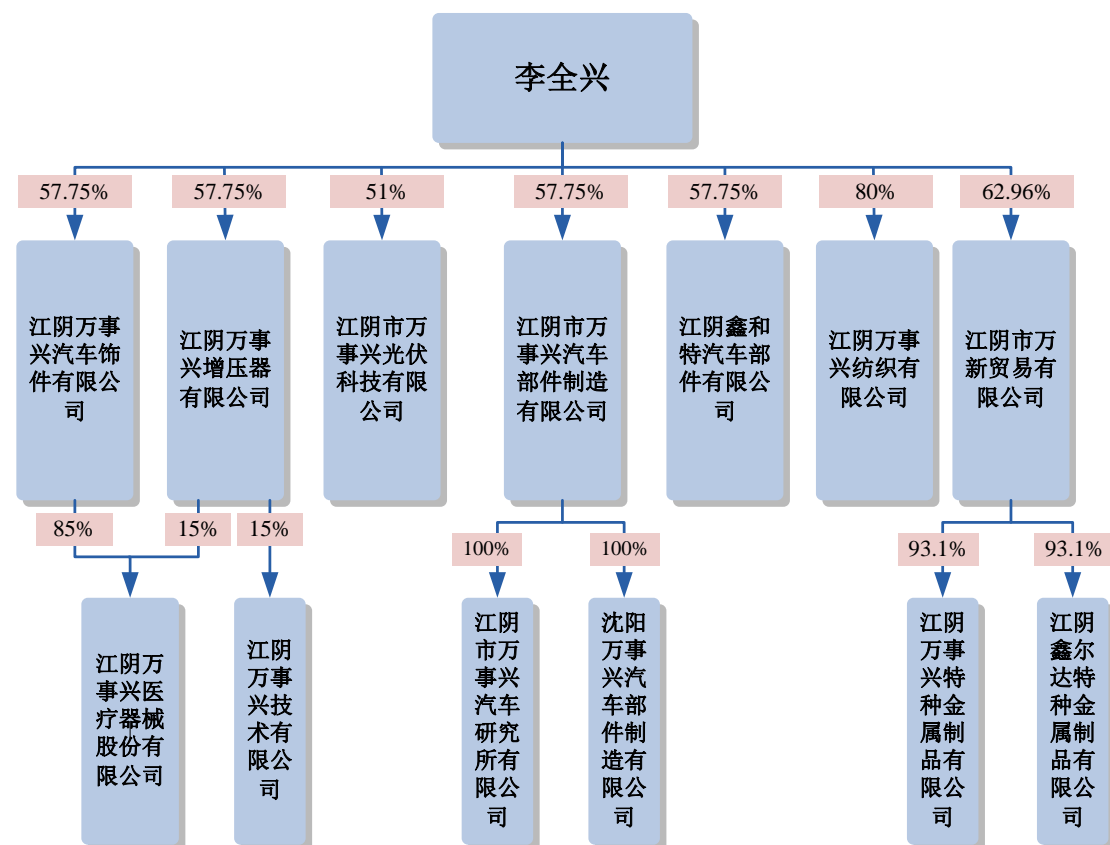 李全兴
57.75%
57.75%
51%
57.75%
57.75%
80%
62.96%
江阴万事
兴汽车饰
件有限公
司
江阴万事
兴增压器
有限公司
江阴市万
事兴光伏
科技有限
公司
江阴市万
事兴汽车
部件制造
有限公司
江阴鑫和
特汽车部
件有限公司
江阴万事
兴纺织有
限公司
江阴市万
新贸易有
限公司
85%
15%
15%
100%
100%
93.1%
93.1%
江阴万
事兴医
疗器械
股份有
限公司
江阴
万事
兴技
术有
限公
司
江阴
市万
事兴
汽车
研究
所有
限公
司
沈阳
万事
兴汽
车部
件制
造有
限公
司
江阴
万事
兴特
种金
属制
品有
限公
司
江阴
鑫尔
达特
种金
属制
品有
限公
司